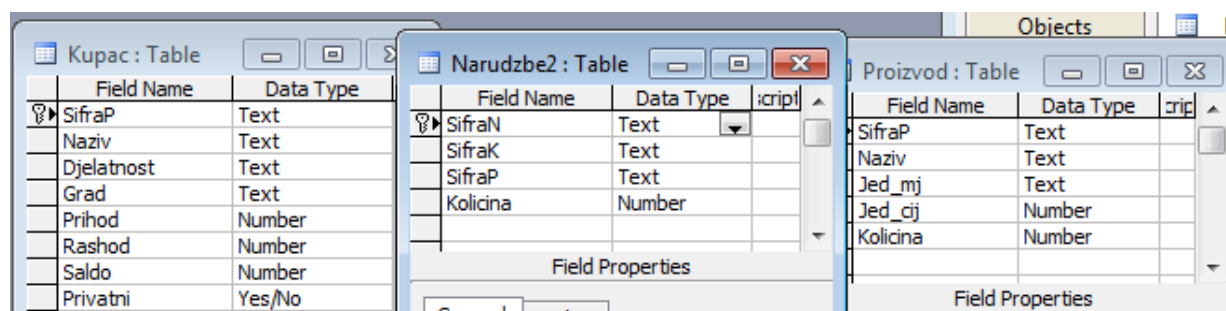 Objects
Kupac : Table
Field Name Data Type
SifraP Text
Naziv Text
Djelatnost Text
Grad Text
Prihod Number
Rashod Number
Saldo Number
Privatni Yes/No
Narudzbe2 : Table
Field Name Data Type script
SifraN Text
SifraK Text
SifraP Text
Kolicina Number
Field Properties
Proizvod : Table
Field Name Data Type crip
SifraP Text
Naziv Text
Jed_mj Text
Jed_cij Number
Kolicina Number
Field Properties